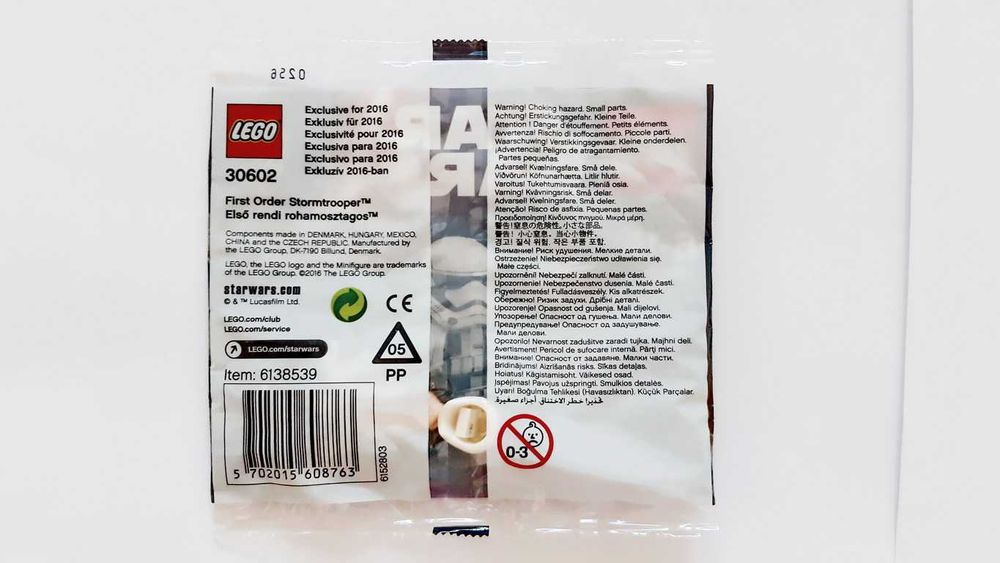 0256
LEGO
Exclusive for 2016
Exklusiv für 2016
Exclusivité pour 2016
Esclusiva para 2016
Exclusivo para 2016
Exkluzív 2016-ban
30602
First Order Stormtrooper™
Első rendi rohamosztagos™
Components made in DENMARK, HUNGARY, MEXICO,
CHINA and the CZECH REPUBLIC. Manufactured by
the LEGO Group, DK-7190 Billund, Denmark.
LEGO, the LEGO logo and the Minifigure are trademarks
of the LEGO Group. ©2016 The LEGO Group.
starwars.com
© & ™ Lucasfilm Ltd.
LEGO.com/club
LEGO.com/service
LEGO.com/starwars
CE
05
PP
Item: 6138539
5 702015 608763
6152803
Warning! Choking hazard. Small parts.
Achtung! Erstickungsgefahr. Kleine Teile.
Attention ! Danger d'étouffement. Petits éléments.
Avvertenza! Rischio di soffocamento. Piccole parti.
Waarschuwing! Verstikkingsgevaar. Kleine onderdelen.
¡Advertencia! Peligro de atragantamiento.
Partes pequeñas.
Advarsel! Kvælningsfare. Små dele.
Viðvörun! Köfnunarhætta. Litlir hlutir.
Varoitus! Tukehtumisvaara. Pieniä osia.
Varning! Kvävningsrisk. Små delar.
Advarsel! Kvelningsfare. Små deler.
Atenção! Risco de asfixia. Pequenas partes.
Προειδοποίηση! Κίνδυνος πνιγμού. Μικρά μέρη.
警告!窒息の危険性。小さな部品。
警告! 小心窒息。当心小物件。
경고! 질식 위험. 작은 부품 포함.
Внимание! Риск удушения. Мелкие детали.
Ostrzeżenie! Niebezpieczeństwo udławienia się.
Małe części.
Upozornění! Nebezpečí zalknutí. Malé části.
Upozornenie! Nebezpečenstvo dusenia. Malé časti.
Figyelmeztetés! Fulladásveszély. Kis alkatrészek.
Обережно! Ризик задухи. Дрібні деталі.
Upozorenje! Opasnost od gušenja. Mali dijelovi.
Упозорење! Опасност од гушења. Мали делови.
Предупредување! Опасност од задушување.
Мали делови.
Opozorilo! Nevarnost zadušitve zaradi tujka. Majhni deli.
Avertisment! Pericol de sufocare internă. Părți mici.
Внимание! Опасност от задавяне. Малки части.
Brīdinājums! Aizrīšanās risks. Sīkas detaļas.
Hoiatus! Kägistamisoht. Väikesed osad.
Įspėjimas! Pavojus užspringti. Smulkios detalės.
Uyarı! Boğulma Tehlikesi (Havasızlıktan). Küçük Parçalar.
تحذير! خطر الاختناق. أجزاء صغيرة.
0-3